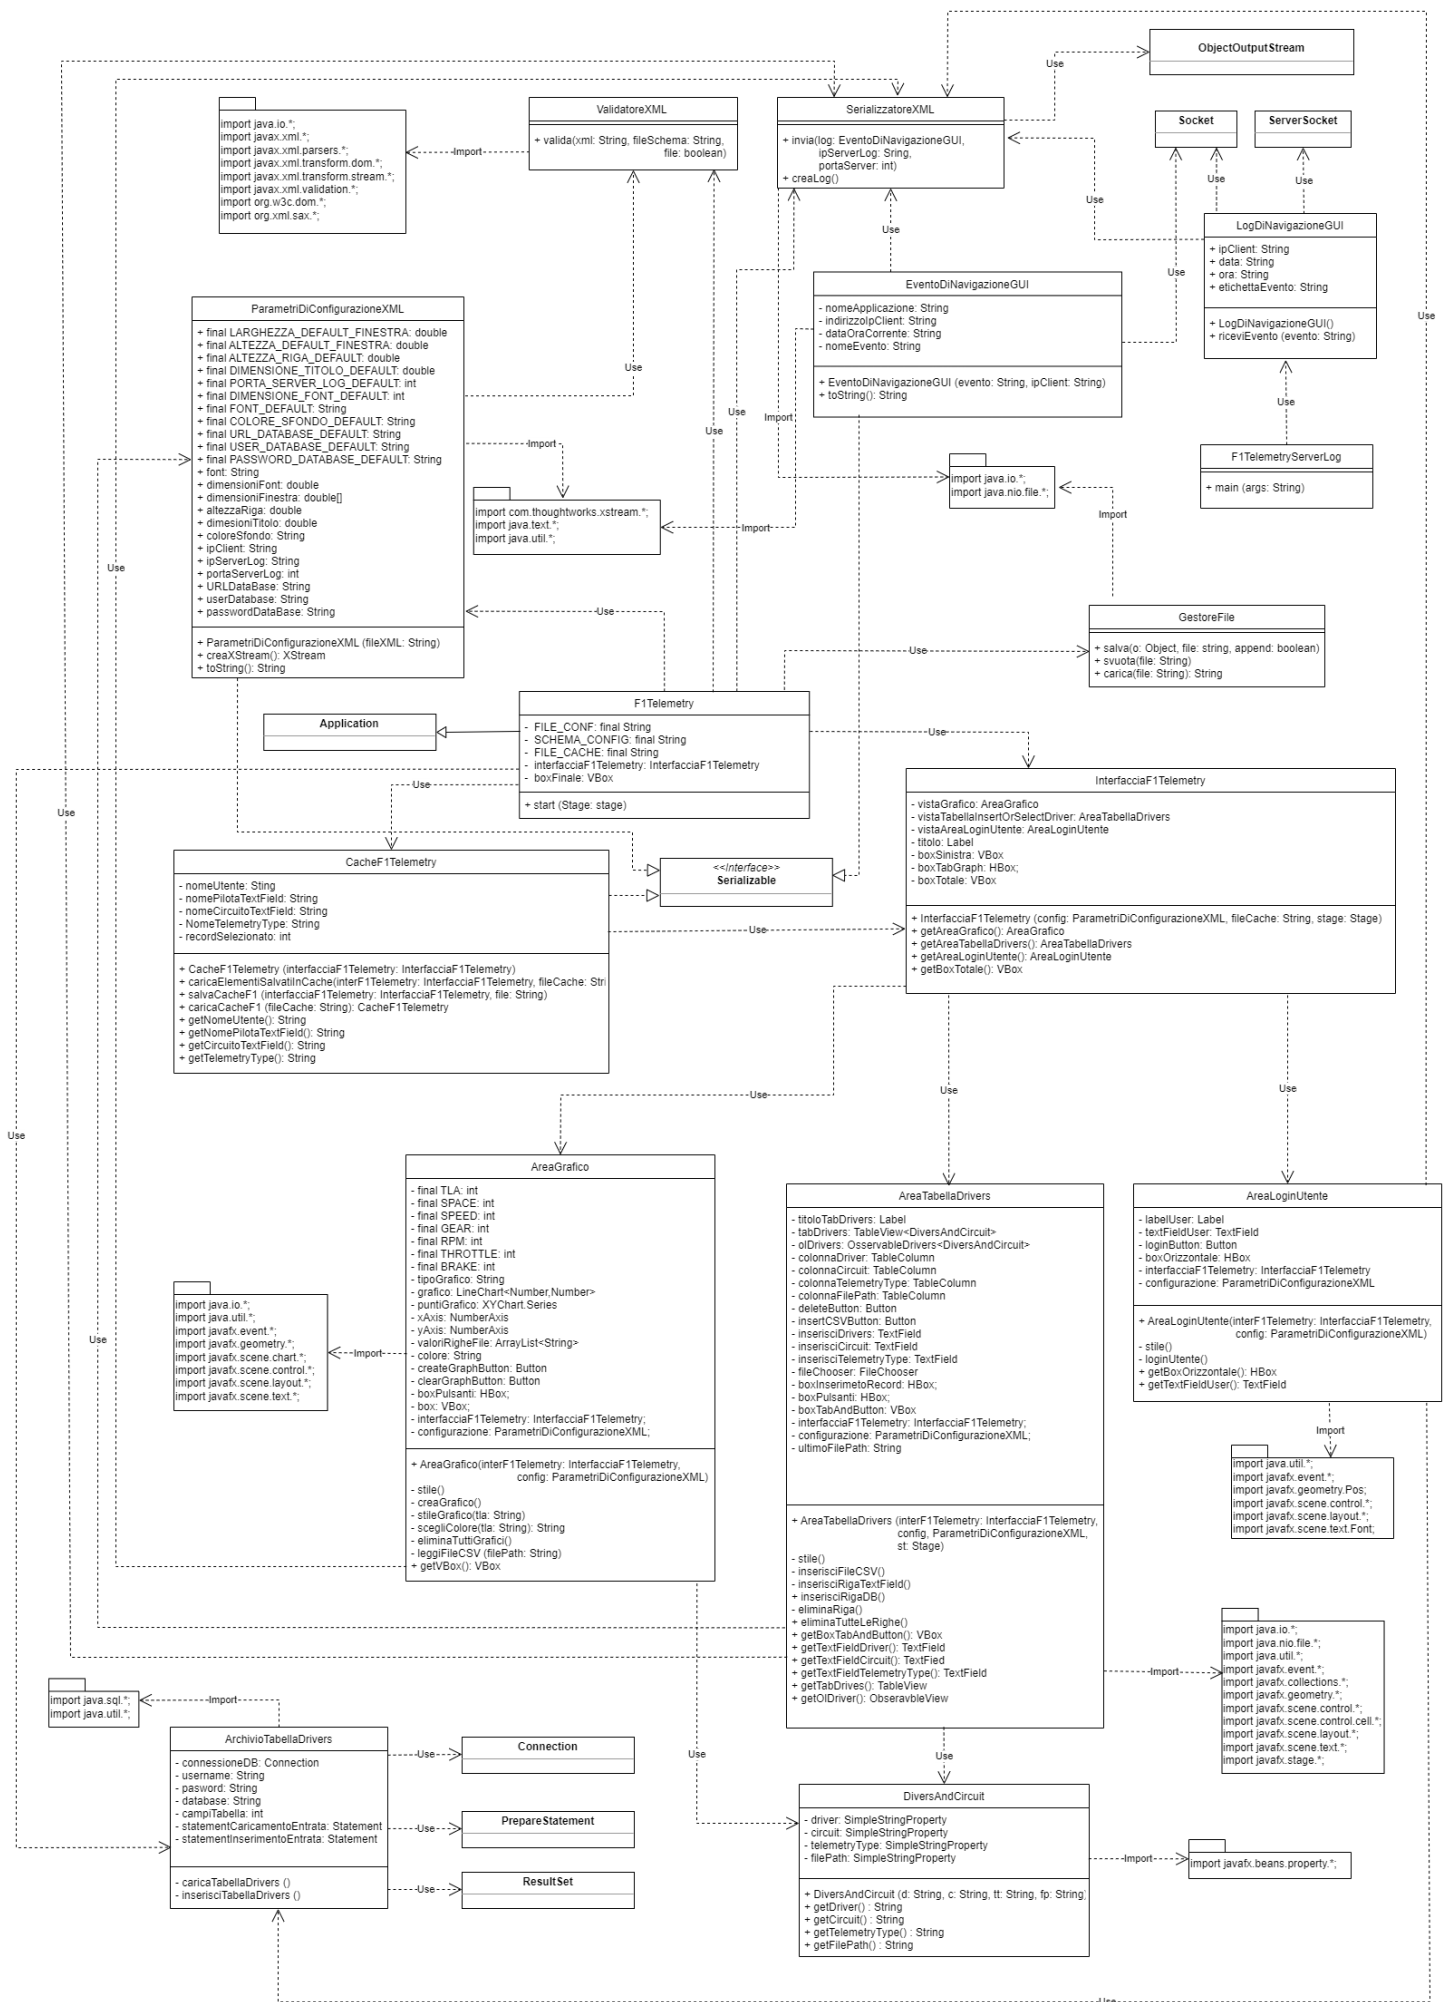 ObjectOutputStream
Use
ValidatoreXML
+ valida(xml: String, fileSchema: String,
file: boolean)
SerializzatoreXML
+ invia(log: EventoDiNavigazioneGUI,
ipServerLog: Sring,
portaServer: int)
+ creaLog()
Socket
ServerSocket
import java.io.*;
import javax.xml.*;
import javax.xml.parsers.*;
import javax.xml.transform.dom.*;
import javax.xml.transform.stream.*;
import javax.xml.validation.*;
import org.w3c.dom.*;
import org.xml.sax.*;
Import
Use
Use
Use
LogDiNavigazioneGUI
+ ipClient: String
+ data: String
+ ora: String
+ etichettaEvento: String
+ LogDiNavigazioneGUI()
+ riceviEvento (evento: String)
Use
Use
Use
EventoDiNavigazioneGUI
- nomeApplicazione: String
- indirizzoIpClient: String
- dataOraCorrente: String
- nomeEvento: String
+ EventoDiNavigazioneGUI (evento: String, ipClient: String)
+ toString(): String
ParametriDiConfigurazioneXML
+ final LARGHEZZA_DEFAULT_FINESTRA: double
+ final ALTEZZA_DEFAULT_FINESTRA: double
+ final ALTEZZA_RIGA_DEFAULT: double
+ final DIMENSIONE_TITOLO_DEFAULT: double
+ final PORTA_SERVER_LOG_DEFAULT: int
+ final DIMENSIONE_FONT_DEFAULT: int
+ final FONT_DEFAULT: String
+ final COLORE_SFONDO_DEFAULT: String
+ final URL_DATABASE_DEFAULT: String
+ final USER_DATABASE_DEFAULT: String
+ final PASSWORD_DATABASE_DEFAULT: String
+ font: String
+ dimensioniFont: double
+ dimensioniFinestra: double[]
+ altezzaRiga: double
+ dimesioniTitolo: double
+ coloreSfondo: String
+ ipClient: String
+ ipServerLog: String
+ portaServerLog: int
+ URLDataBase: String
+ userDatabase: String
+ passwordDataBase: String
+ ParametriDiConfigurazioneXML (fileXML: String)
+ creaXStream(): XStream
+ toString(): String
Use
Use
Use
Import
Use
Import
F1TelemetryServerLog
+ main (args: String)
import java.io.*;
import java.nio.file.*;
import com.thoughtworks.xstream.*;
import java.text.*;
import java.util.*;
Import
Import
Use
Use
Use
Use
GestoreFile
+ salva(o: Object, file: string, append: boolean)
+ svuota(file: String)
+ carica(file: String): String
Application
F1Telemetry
- FILE_CONF: final String
- SCHEMA_CONFIG: final String
- FILE_CACHE: final String
- interfacciaF1Telemetry: InterfacciaF1Telemetry
- boxFinale: VBox
+ start (Stage: stage)
Use
Use
Use
InterfacciaF1Telemetry
- vistaGrafico: AreaGrafico
- vistaTabellaInsertOrSelectDriver: AreaTabellaDrivers
- vistaAreaLoginUtente: AreaLoginUtente
- titolo: Label
- boxSinistra: VBox
- boxTabGraph: HBox;
- boxTotale: VBox
+ InterfacciaF1Telemetry (config: ParametriDiConfigurazioneXML, fileCache: String, stage: Stage)
+ getAreaGrafico(): AreaGrafico
+ getAreaTabellaDrivers(): AreaTabellaDrivers
+ getAreaLoginUtente(): AreaLoginUtente
+ getBoxTotale(): VBox
CacheF1Telemetry
- nomeUtente: Sting
- nomePilotaTextField: String
- nomeCircuitoTextField: String
- NomeTelemetryType: String
- recordSelezionato: int
+ CacheF1Telemetry (interfacciaF1Telemetry: InterfacciaF1Telemetry)
+ caricaElementiSalvatiInCache(interF1Telemetry: InterfacciaF1Telemetry, fileCache: Stri
+ salvaCacheF1 (interfacciaF1Telemetry: InterfacciaF1Telemetry, file: String)
+ caricaCacheF1 (fileCache: String): CacheF1Telemetry
+ getNomeUtente(): String
+ getNomePilotaTextField(): String
+ getCircuitoTextField(): String
+ getTelemetryType(): String
<<Interface>>
Serializable
Use
Use
Use
Use
Use
AreaGrafico
- final TLA: int
- final SPACE: int
- final SPEED: int
- final GEAR: int
- final RPM: int
- final THROTTLE: int
- final BRAKE: int
- tipoGrafico: String
- grafico: LineChart<Number,Number>
- puntiGrafico: XYChart.Series
- xAxis: NumberAxis
- yAxis: NumberAxis
- valoriRigheFile: ArrayList<String>
- colore: String
- createGraphButton: Button
- clearGraphButton: Button
- boxPulsanti: HBox;
- box: VBox;
- interfacciaF1Telemetry: InterfacciaF1Telemetry;
- configurazione: ParametriDiConfigurazioneXML;
+ AreaGrafico(interF1Telemetry: InterfacciaF1Telemetry,
config: ParametriDiConfigurazioneXML)
- stile()
- creaGrafico()
- stileGrafico(tla: String)
- scegliColore(tla: String): String
- eliminaTuttiGrafici()
- leggiFileCSV (filePath: String)
+ getVBox(): VBox
AreaTabellaDrivers
- titoloTabDrivers: Label
- tabDrivers: TableView<DiversAndCircuit>
- olDrivers: OsservableDrivers<DiversAndCircuit>
- colonnaDriver: TableColumn
- colonnaCircuit: TableColumn
- colonnaTelemetryType: TableColumn
- colonnaFilePath: TableColumn
- deleteButton: Button
- insertCSVButton: Button
- inserisciDrivers: TextField
- inserisciCircuit: TextField
- inserisciTelemetryType: TextField
- fileChooser: FileChooser
- boxInserimetoRecord: HBox;
- boxPulsanti: HBox;
- boxTabAndButton: VBox
- interfacciaF1Telemetry: InterfacciaF1Telemetry;
- configurazione: ParametriDiConfigurazioneXML;
- ultimoFilePath: String
+ AreaTabellaDrivers (interF1Telemetry: InterfacciaF1Telemetry,
config, ParametriDiConfigurazioneXML,
st: Stage)
- stile()
- inserisciFileCSV()
- inserisciRigaTextField()
+ inserisciRigaDB()
- eliminaRiga()
+ eliminaTutteLeRighe()
+ getBoxTabAndButton(): VBox
+ getTextFieldDriver(): TextField
+ getTextFieldCircuit(): TextFied
+ getTextFieldTelemetryType(): TextField
+ getTabDrives(): TableView
+ getOlDriver(): ObseravbleView
AreaLoginUtente
- labelUser: Label
- textFieldUser: TextField
- loginButton: Button
- boxOrizzontale: HBox
- interfacciaF1Telemetry: InterfacciaF1Telemetry
- configurazione: ParametriDiConfigurazioneXML
+ AreaLoginUtente(interF1Telemetry: InterfacciaF1Telemetry,
config: ParametriDiConfigurazioneXML)
- stile()
- loginUtente()
+ getBoxOrizzontale(): HBox
+ getTextFieldUser(): TextField
import java.io.*;
import java.util.*;
import javafx.event.*;
import javafx.geometry.*;
import javafx.scene.chart.*;
import javafx.scene.control.*;
import javafx.scene.layout.*;
import javafx.scene.text.*;
Use
Import
Import
import java.util.*;
import javafx.event.*;
import javafx.geometry.Pos;
import javafx.scene.control.*;
import javafx.scene.layout.*;
import javafx.scene.text.Font;
import java.io.*;
import java.nio.file.*;
import java.util.*;
import javafx.event.*;
import javafx.collections.*;
import javafx.geometry.*;
import javafx.scene.control.*;
import javafx.scene.control.cell.*;
import javafx.scene.layout.*;
import javafx.scene.text.*;
import javafx.stage.*;
Import
import java.sql.*;
import java.util.*;
Import
ArchivioTabellaDrivers
- connessioneDB: Connection
- username: String
- pasword: String
- database: String
- campiTabella: int
- statementCaricamentoEntrata: Statement
- statementInserimentoEntrata: Statement
- caricaTabellaDrivers ()
- inserisciTabellaDrivers ()
Use
Connection
Use
PrepareStatement
Use
ResultSet
Use
Use
DiversAndCircuit
- driver: SimpleStringProperty
- circuit: SimpleStringProperty
- telemetryType: SimpleStringProperty
- filePath: SimpleStringProperty
+ DiversAndCircuit (d: String, c: String, tt: String, fp: String)
+ getDriver() : String
+ getCircuit() : String
+ getTelemetryType() : String
+ getFilePath() : String
Import
import javafx.beans.property.*;
Use